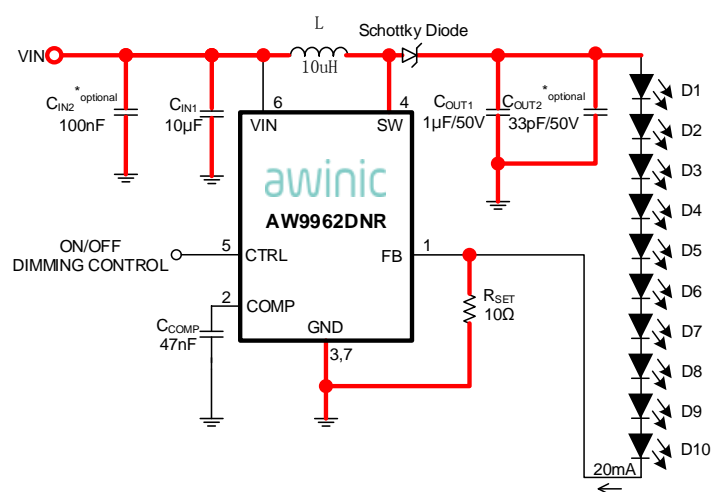 L
Schottky Diode
VIN
10uH
CIN2
*optional
100nF
CIN1
10µF
6
VIN
4
SW
COUT1
1µF/50V
COUT2
*optional
33pF/50V
D1
D2
D3
D4
D5
D6
D7
D8
D9
D10
awinic
AW9962DNR
ON/OFF
DIMMING CONTROL
5
CTRL
1
FB
2
COMP
RSET
10Ω
CCOMP
47nF
GND
3,7
20mA